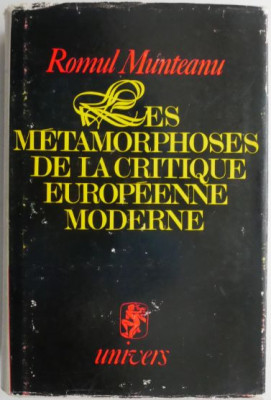 Romul Munteanu
LES
MÉTAMORPHOSES
DE LA CRITIQUE
EUROPÉENNE
MODERNE
univers